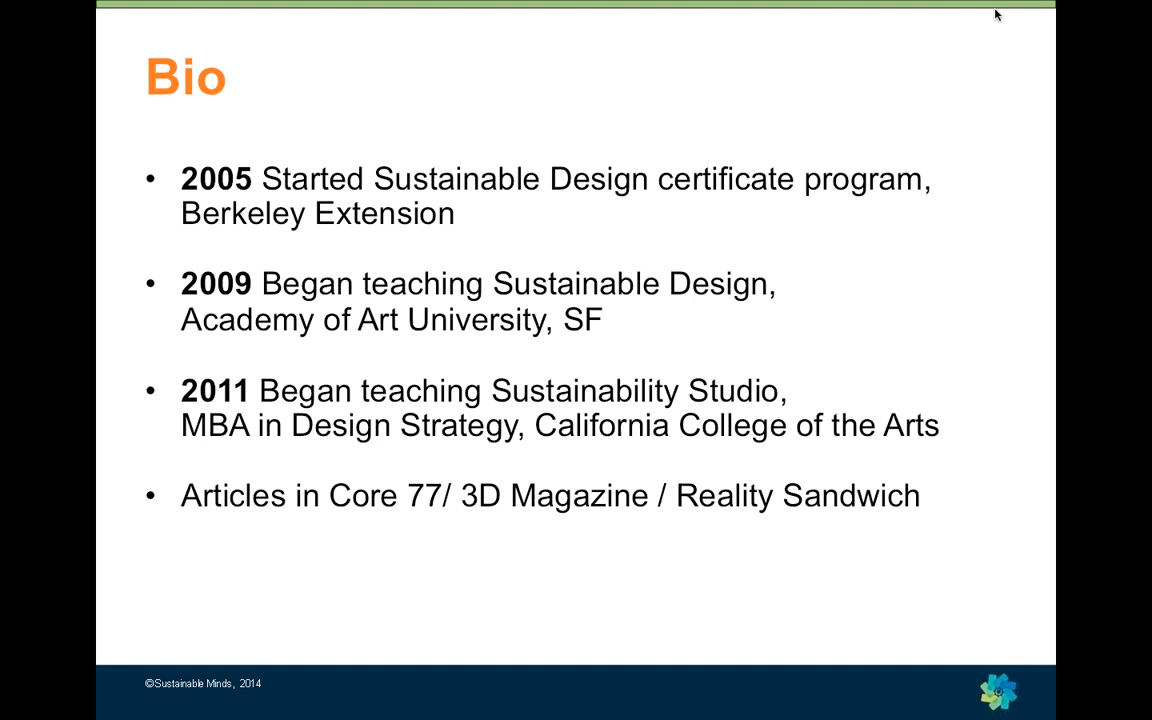 Bio
• 2005 Started Sustainable Design certificate program,
Berkeley Extension
• 2009 Began teaching Sustainable Design,
Academy of Art University, SF
• 2011 Began teaching Sustainability Studio,
MBA in Design Strategy, California College of the Arts
• Articles in Core 77/ 3D Magazine / Reality Sandwich
©Sustainable Minds, 2014